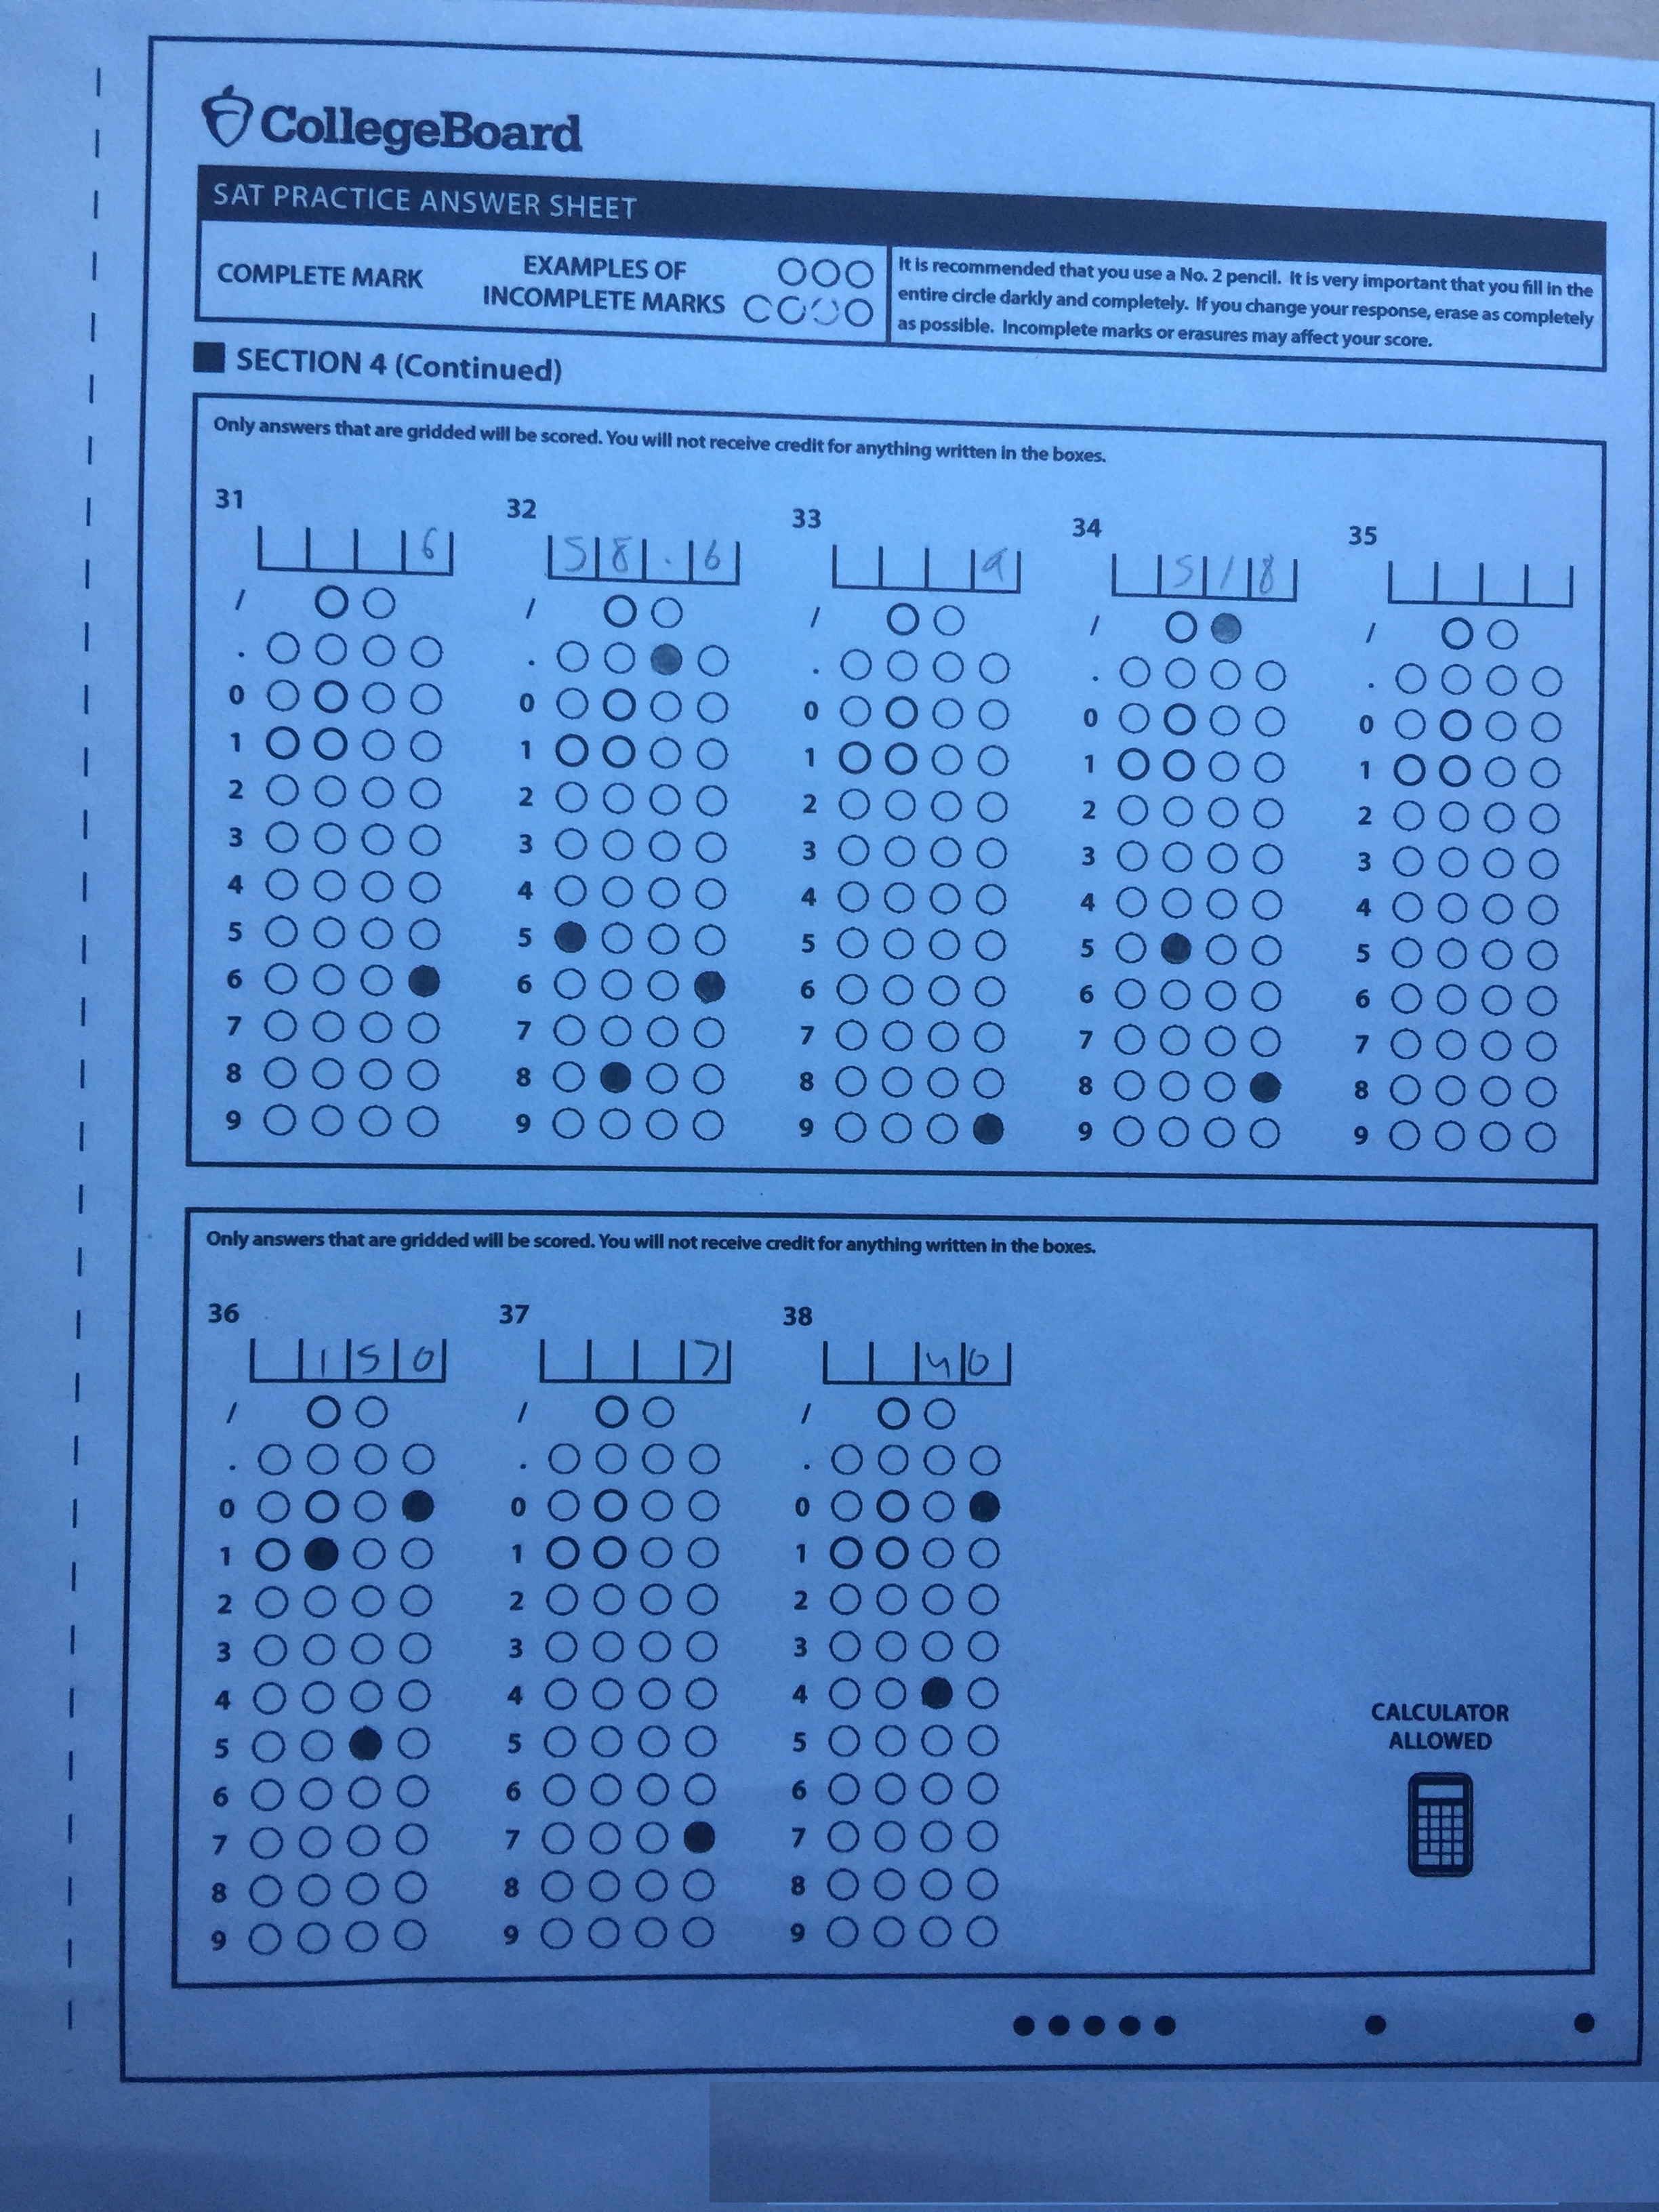 CollegeBoard
SAT PRACTICE ANSWER SHEET
COMPLETE MARK
EXAMPLES OF
INCOMPLETE MARKS
It is recommended that you use a No. 2 pencil. It is very important that you fill in the
entire circle darkly and completely. If you change your response, erase as completely
as possible. Incomplete marks or erasures may affect your score.
SECTION 4 (Continued)
Only answers that are gridded will be scored. You will not receive credit for anything written in the boxes.
31 32 33 34 35
6 58.6 9 5/8
/ / / / /
. . . . .
0 0 0 0 0
1 1 1 1 1
2 2 2 2 2
3 3 3 3 3
4 4 4 4 4
5 5 5 5 5
6 6 6 6 6
7 7 7 7 7
8 8 8 8 8
9 9 9 9 9
Only answers that are gridded will be scored. You will not receive credit for anything written in the boxes.
36 37 38
150 7 40
/ / /
. . .
0 0 0
1 1 1
2 2 2
3 3 3
4 4 4
5 5 5
6 6 6
7 7 7
8 8 8
9 9 9
CALCULATOR
ALLOWED